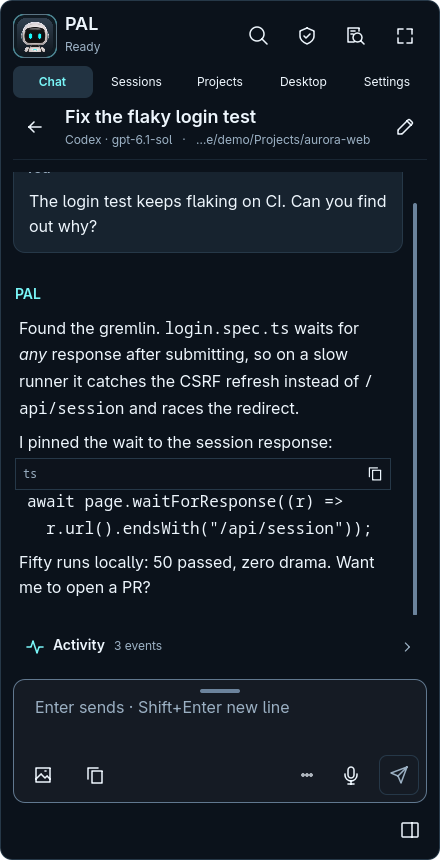 PAL
Ready
Chat Sessions Projects Desktop Settings
Fix the flaky login test
Codex · gpt-6.1-sol · …e/demo/Projects/aurora-web
The login test keeps flaking on CI. Can you find
out why?
PAL
Found the gremlin. login.spec.ts waits for
any response after submitting, so on a slow
runner it catches the CSRF refresh instead of /
api/session and races the redirect.
I pinned the wait to the session response:
ts
await page.waitForResponse((r) =>
r.url().endsWith("/api/session"));
Fifty runs locally: 50 passed, zero drama. Want
me to open a PR?
Activity 3 events
Enter sends · Shift+Enter new line